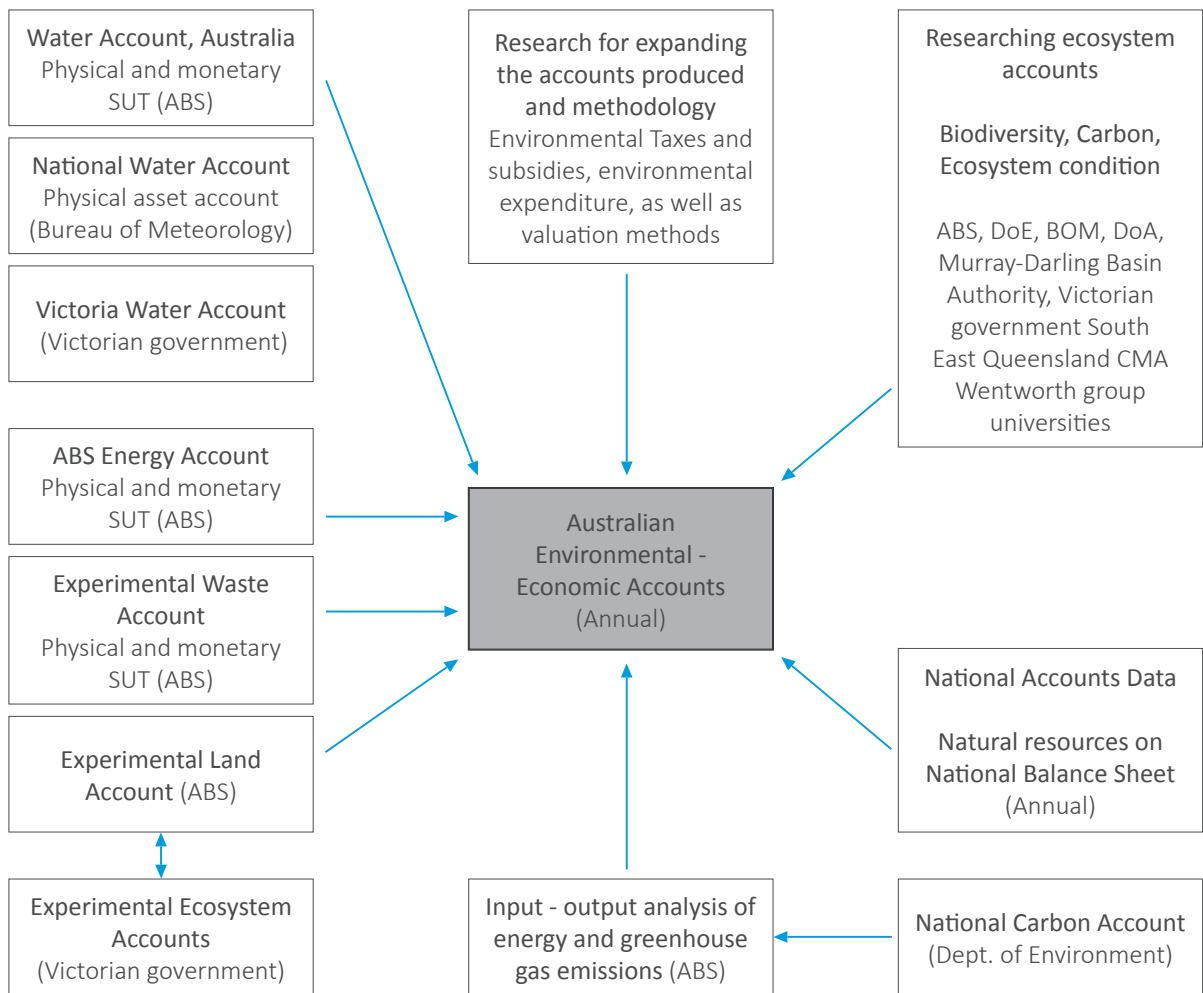 Water Account, Australia
Physical and monetary
SUT (ABS)
National Water Account
Physical asset account
(Bureau of Meteorology)
Victoria Water Account
(Victorian government)
ABS Energy Account
Physical and monetary
SUT (ABS)
Experimental Waste
Account
Physical and monetary
SUT (ABS)
Experimental Land
Account (ABS)
Experimental Ecosystem
Accounts
(Victorian government)
Research for expanding
the accounts produced
and methodology
Environmental Taxes and
subsidies, environmental
expenditure, as well as
valuation methods
Australian
Environmental -
Economic Accounts
(Annual)
Input - output analysis of
energy and greenhouse
gas emissions (ABS)
Researching ecosystem
accounts
Biodiversity, Carbon,
Ecosystem condition
ABS, DoE, BOM, DoA,
Murray-Darling Basin
Authority, Victorian
government South
East Queensland CMA
Wentworth group
universities
National Accounts Data
Natural resources on
National Balance Sheet
(Annual)
National Carbon Account
(Dept. of Environment)